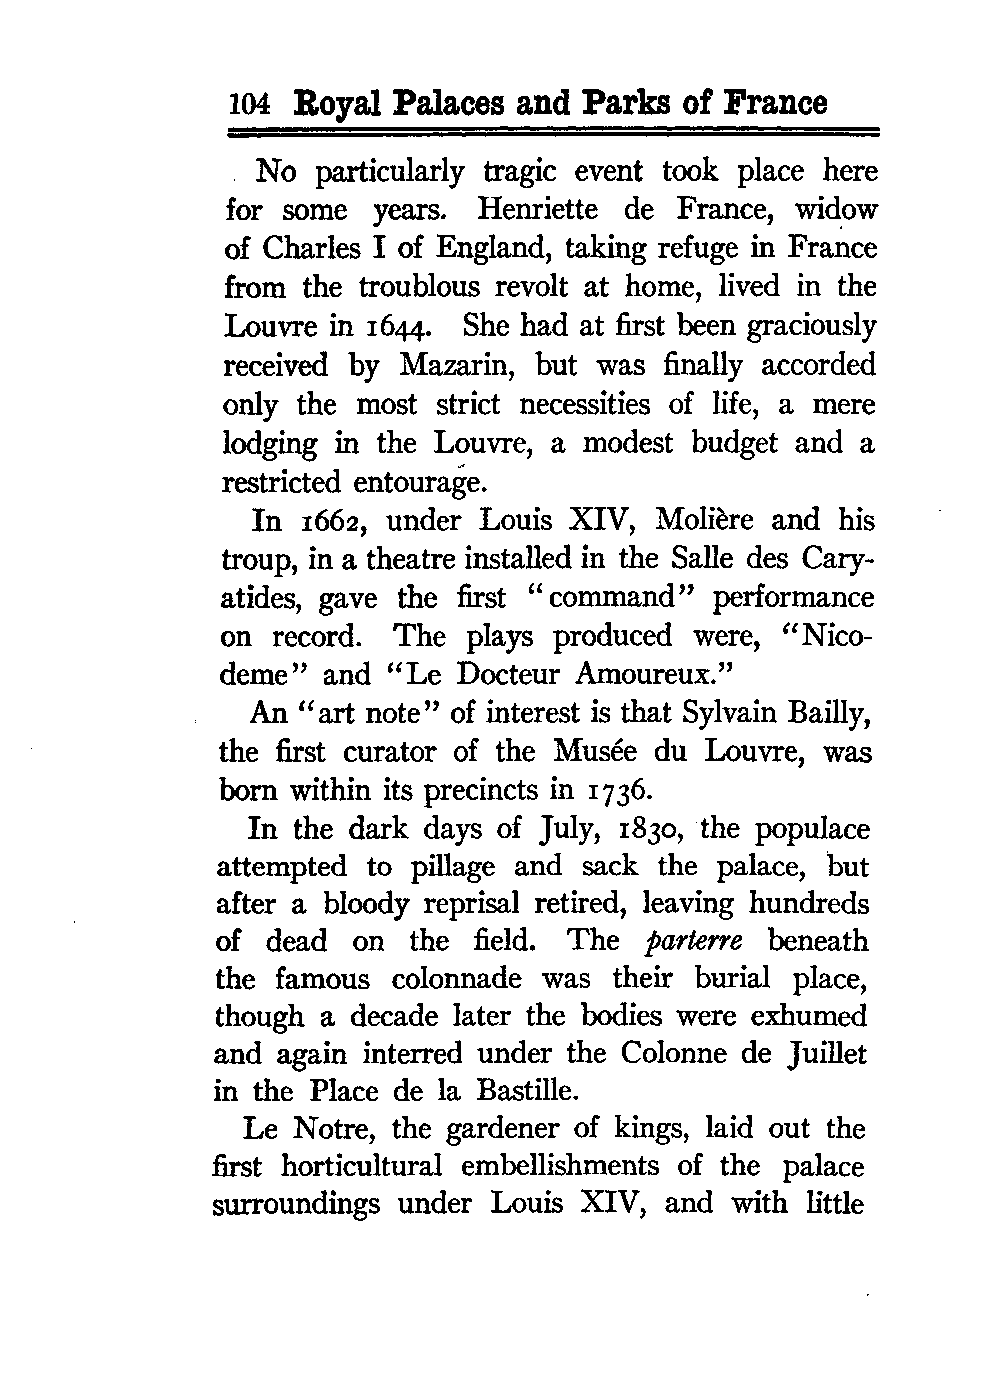 104 Royal Palaces and Parks of France
No particularly tragic event took place here
for some years. Henriette de France, widow
of Charles I of England, taking refuge in France
from the troublous revolt at home, lived in the
Louvre in 1644. She had at first been graciously
received by Mazarin, but was finally accorded
only the most strict necessities of life, a mere
lodging in the Louvre, a modest budget and a
restricted entourage.
In 1662, under Louis XIV, Molière and his
troup, in a theatre installed in the Salle des Cary-
atides, gave the first "command" performance
on record. The plays produced were, "Nico-
deme" and "Le Docteur Amoureux."
An "art note" of interest is that Sylvain Bailly,
the first curator of the Musée du Louvre, was
born within its precincts in 1736.
In the dark days of July, 1830, the populace
attempted to pillage and sack the palace, but
after a bloody reprisal retired, leaving hundreds
of dead on the field. The parterre beneath
the famous colonnade was their burial place,
though a decade later the bodies were exhumed
and again interred under the Colonne de Juillet
in the Place de la Bastille.
Le Notre, the gardener of kings, laid out the
first horticultural embellishments of the palace
surroundings under Louis XIV, and with little